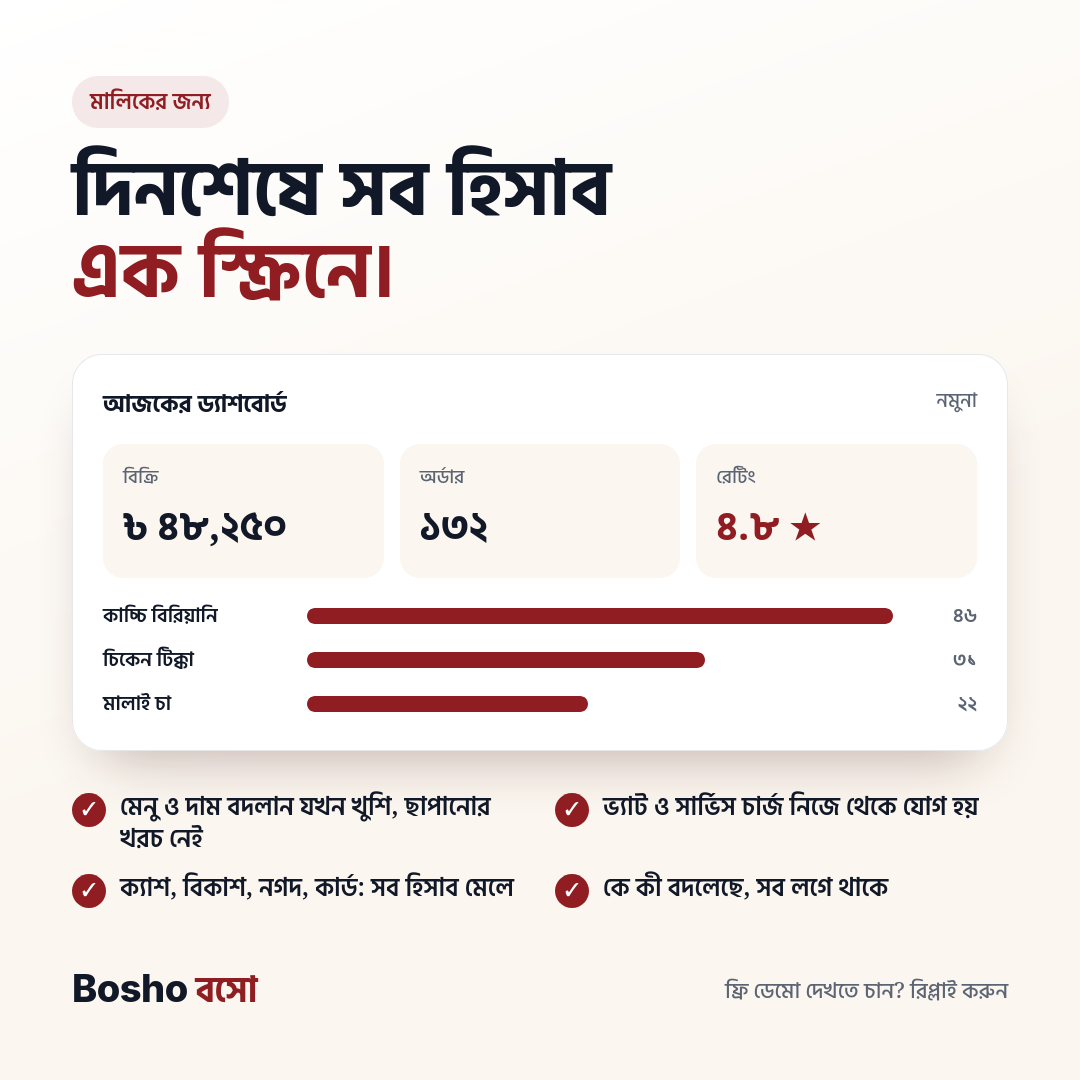 মালিকের জন্য
দিনশেষে সব হিসাব
এক স্ক্রিনে।
আজকের ড্যাশবোর্ড
নমুনা
বিক্রি
অর্ডার
রেটিং
৳ ৪৮,২৫০
১৩২
৪.৮ ★
কাচ্চি বিরিয়ানি
৪৬
চিকেন টিক্কা
৩১
মালাই চা
২২
✓ মেনু ও দাম বদলান যখন খুশি, ছাপানোর
খরচ নেই
✓ ভ্যাট ও সার্ভিস চার্জ নিজে থেকে যোগ হয়
✓ ক্যাশ, বিকাশ, নগদ, কার্ড: সব হিসাব মেলে
✓ কে কী বদলেছে, সব লগে থাকে
Bosho বসো
ফ্রি ডেমো দেখতে চান? রিপ্লাই করুন